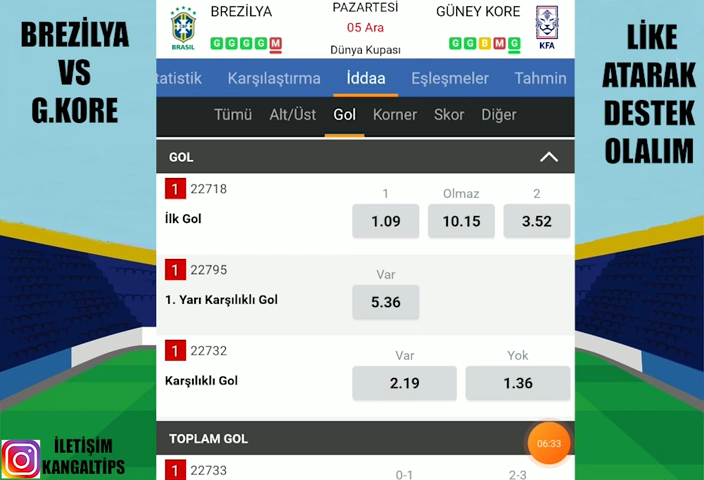 BREZİLYA
VS
G.KORE
BREZİLYA
PAZARTESİ
GÜNEY KORE
05 Ara
Dünya Kupası
BRASIL
G G G G M
G G B M G
KFA
LİKE
ATARAK
DESTEK
OLALIM
tatistik Karşılaştırma İddaa Eşleşmeler Tahmin
Tümü Alt/Üst Gol Korner Skor Diğer
GOL
1 22718
1 Olmaz 2
İlk Gol
1.09 10.15 3.52
1 22795
Var
1. Yarı Karşılıklı Gol
5.36
1 22732
Var Yok
Karşılıklı Gol
2.19 1.36
TOPLAM GOL
06:33
1 22733
0-1 2-3
İLETİŞİM
KANGALTİPS